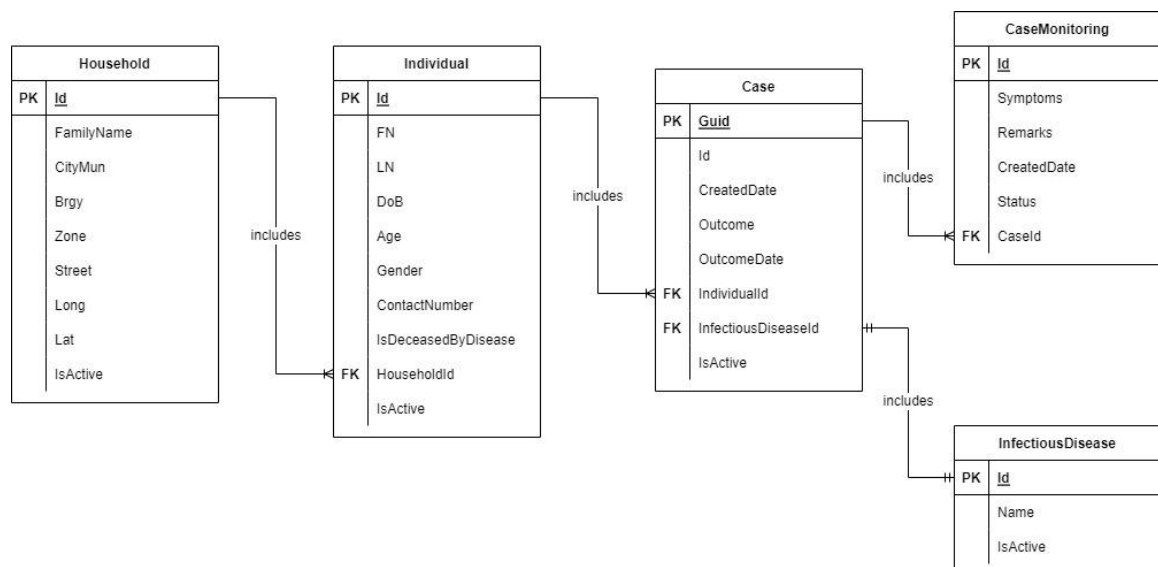 Household
PK Id
FamilyName
CityMun
Brgy
Zone
Street
Long
Lat
IsActive
includes
Individual
PK Id
FN
LN
DoB
Age
Gender
ContactNumber
IsDeceasedByDisease
FK HouseholdId
IsActive
includes
Case
PK Guid
Id
CreatedDate
Outcome
OutcomeDate
FK IndividualId
FK InfectiousDiseaseId
IsActive
includes
CaseMonitoring
PK Id
Symptoms
Remarks
CreatedDate
Status
FK CaseId
includes
InfectiousDisease
PK Id
Name
IsActive